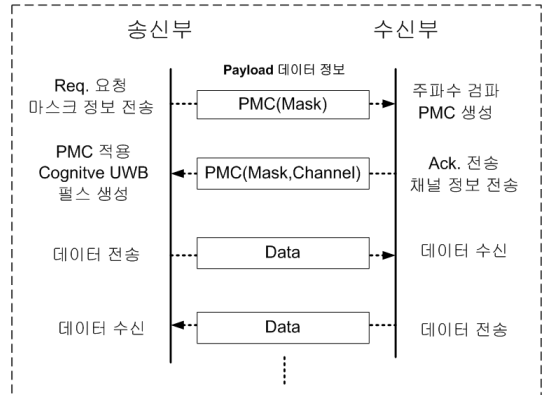 송신부
수신부
Payload 데이터 정보
Req. 요청
마스크 정보 전송
PMC(Mask)
주파수 검파
PMC 생성
PMC 적용
Cognitve UWB
펄스 생성
PMC(Mask,Channel)
Ack. 전송
채널 정보 전송
데이터 전송
Data
데이터 수신
데이터 수신
Data
데이터 전송